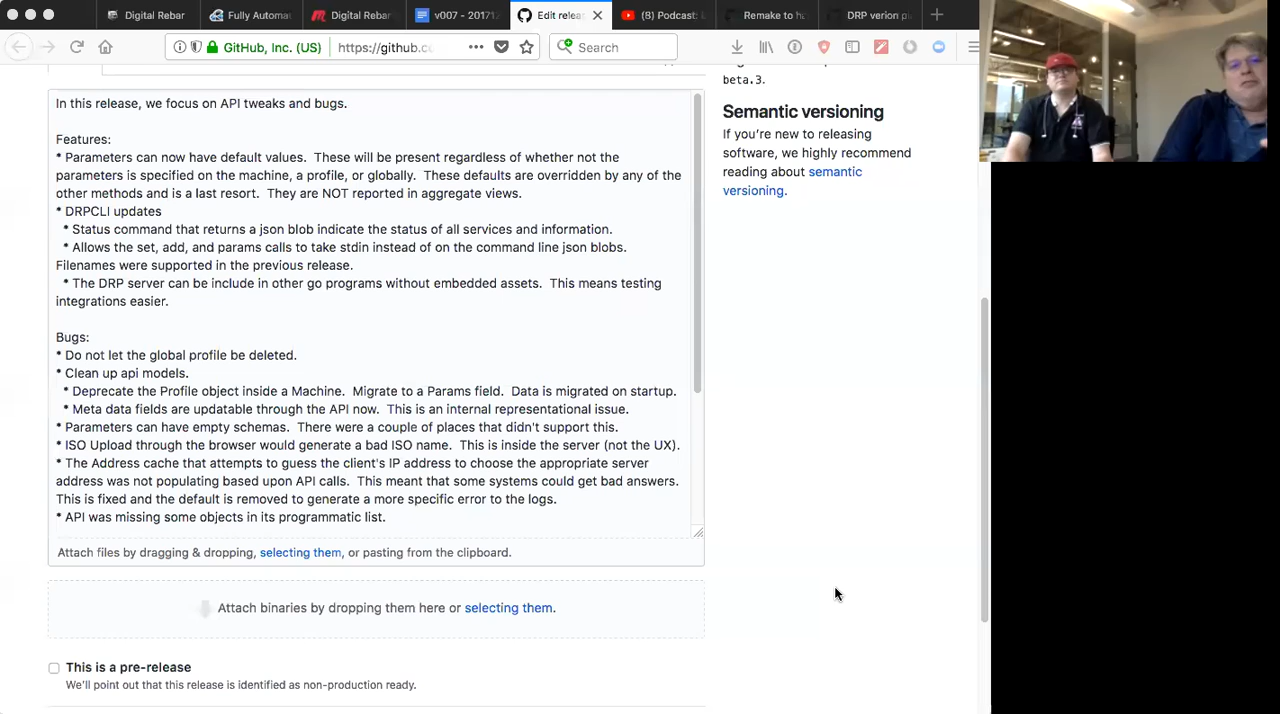 Digital Rebar
Fully Automat
Digital Rebar
v007 - 20171
Edit relea
(8) Podcast:
Remake to h
DRP verion pl
GitHub, Inc. (US)
https://github.c
Search
beta.3.
Semantic versioning
If you’re new to releasing
software, we highly recommend
reading about semantic
versioning.
In this release, we focus on API tweaks and bugs.
Features:
* Parameters can now have default values.  These will be present regardless of whether not the
parameters is specified on the machine, a profile, or globally.  These defaults are overridden by any of the
other methods and is a last resort.  They are NOT reported in aggregate views.
* DRPCLI updates
* Status command that returns a json blob indicate the status of all services and information.
* Allows the set, add, and params calls to take stdin instead of on the command line json blobs.
Filenames were supported in the previous release.
* The DRP server can be include in other go programs without embedded assets.  This means testing
integrations easier.
Bugs:
* Do not let the global profile be deleted.
* Clean up api models.
* Deprecate the Profile object inside a Machine.  Migrate to a Params field.  Data is migrated on startup.
* Meta data fields are updatable through the API now.  This is an internal representational issue.
* Parameters can have empty schemas.  There were a couple of places that didn't support this.
* ISO Upload through the browser would generate a bad ISO name.  This is inside the server (not the UX).
* The Address cache that attempts to guess the client's IP address to choose the appropriate server
address was not populating based upon API calls.  This meant that some systems could get bad answers.
This is fixed and the default is removed to generate a more specific error to the logs.
* API was missing some objects in its programmatic list.
Attach files by dragging & dropping, selecting them, or pasting from the clipboard.
Attach binaries by dropping them here or selecting them.
This is a pre-release
We’ll point out that this release is identified as non-production ready.